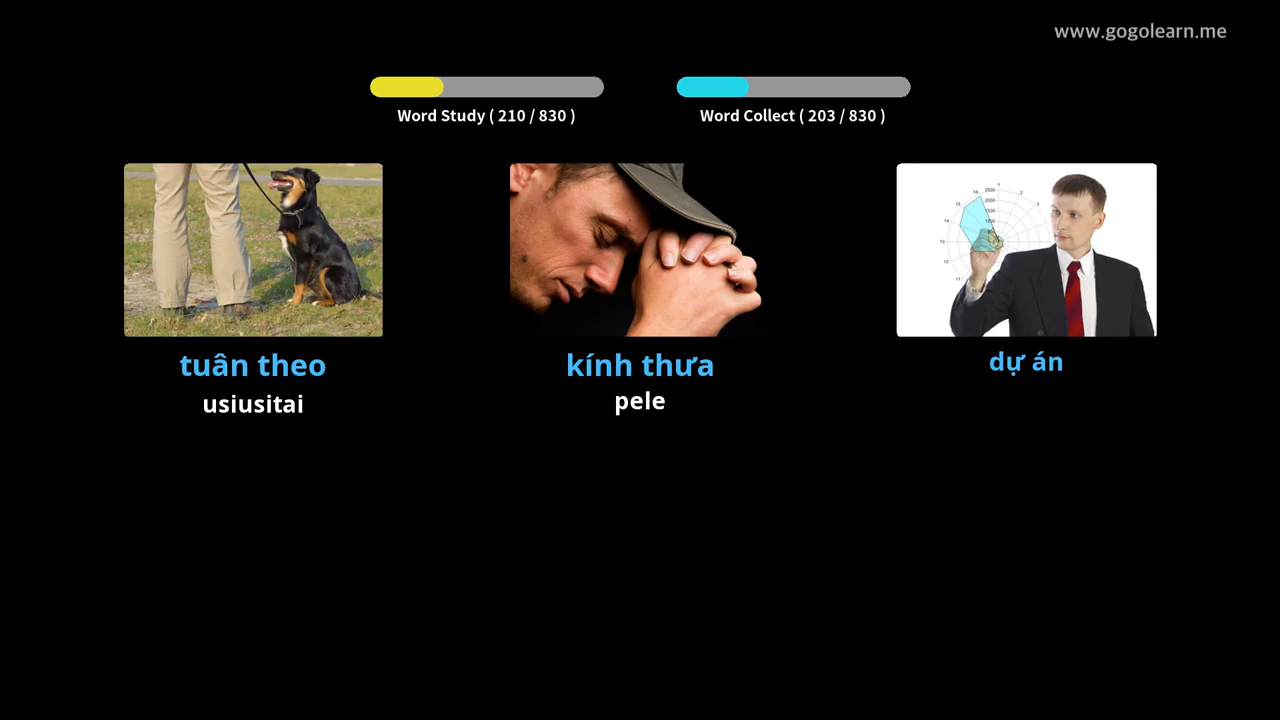 www.gogolearn.me
Word Study ( 210 / 830 )
Word Collect ( 203 / 830 )
tuân theo
kính thưa
dự án
usiusitai
pele